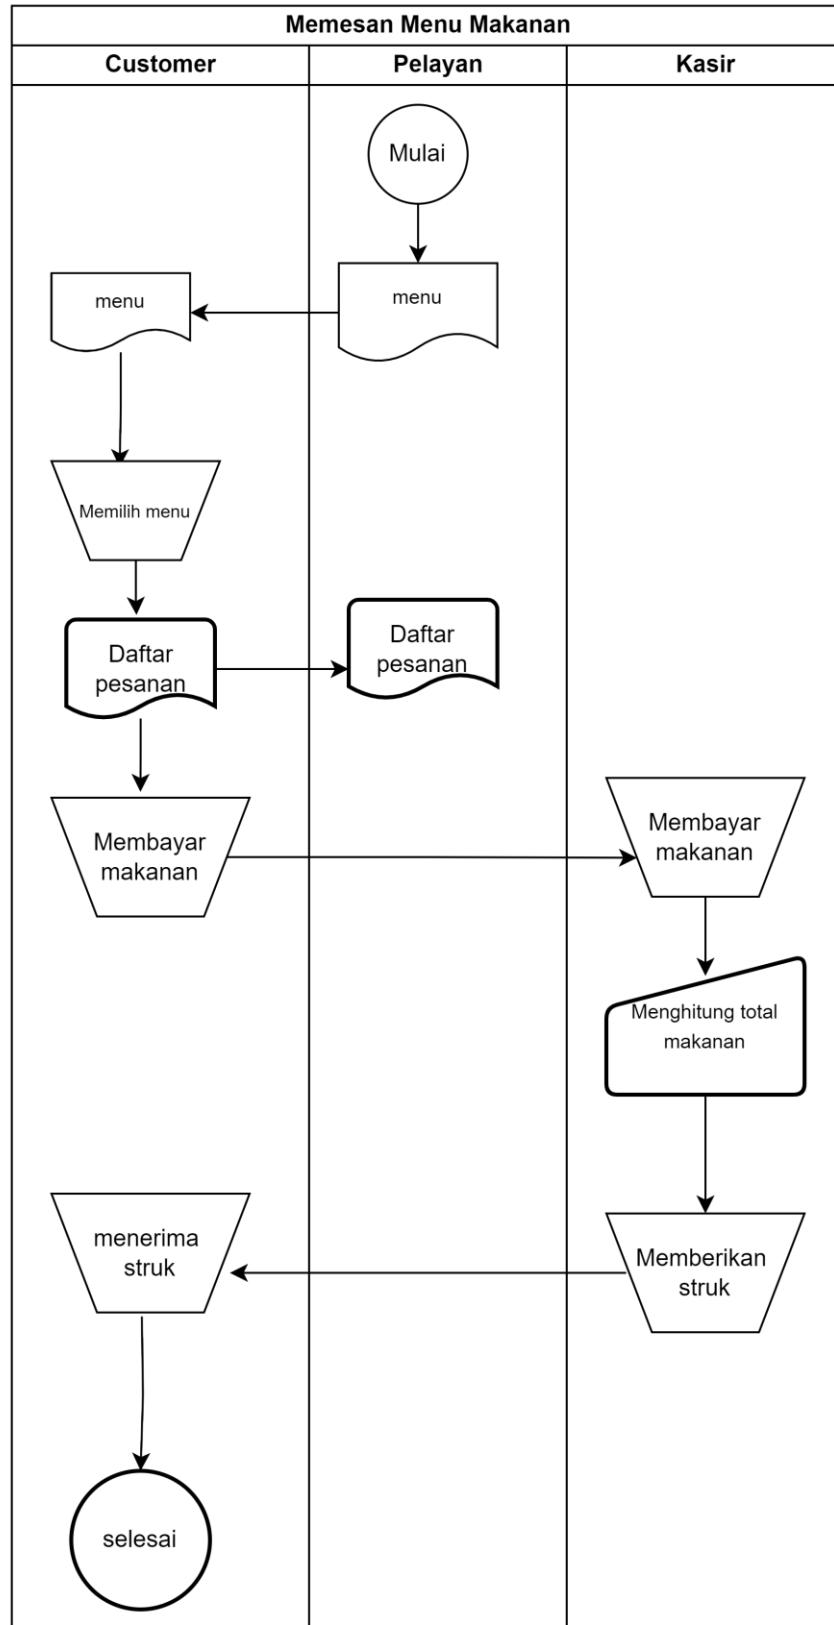 Memesan Menu Makanan
Customer
Pelayan
Kasir
Mulai
menu
menu
Memilih menu
Daftar
pesanan
Daftar
pesanan
Membayar
makanan
Membayar
makanan
Menghitung total
makanan
menerima
struk
Memberikan
struk
selesai